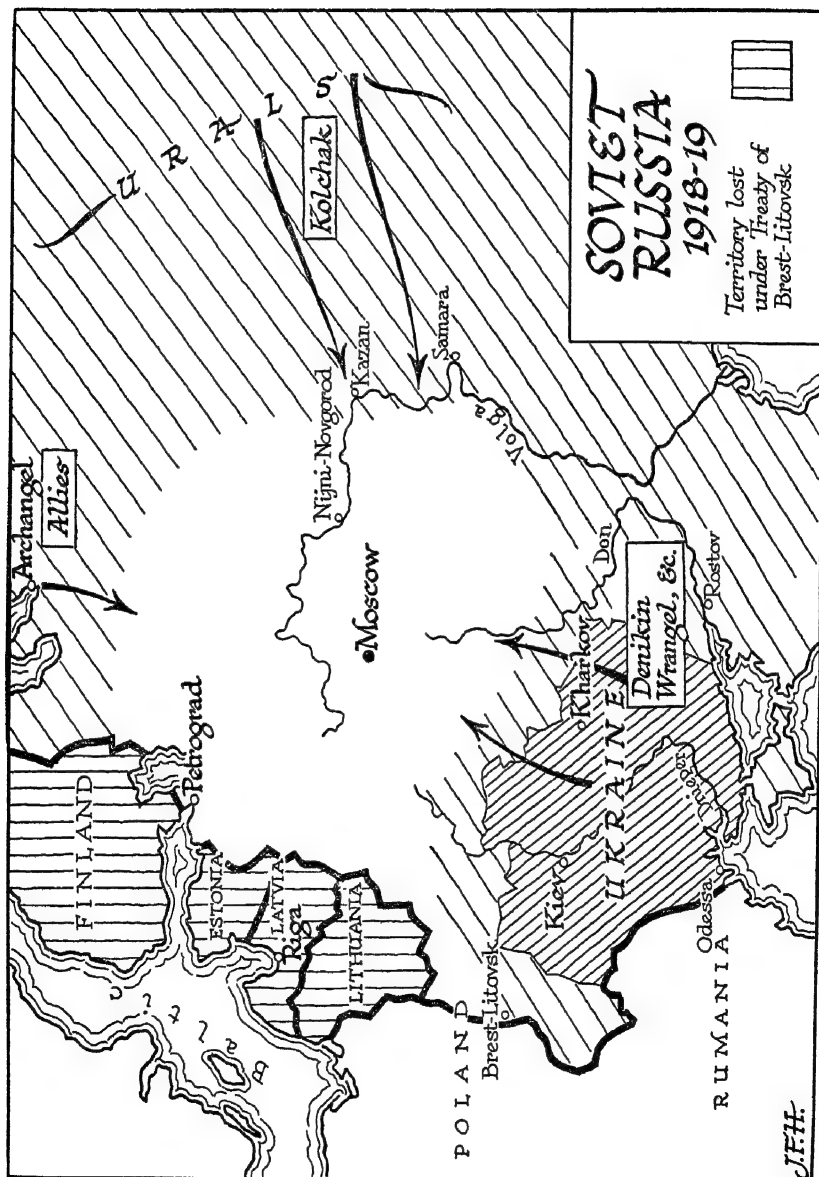 SOVIET
RUSSIA
1918-19
Territory lost
under Treaty of
Brest-Litovsk
Archangel
Allies
URALS
Kolchak
FINLAND
Petrograd
Baltic
ESTONIA
LATVIA
Riga
LITHUANIA
Nijni-Novgorod
Kazan
Samara
Volga
Moscow
POLAND
Brest-Litovsk
Kiev
UKRAINE
Kharkov
Dnieper
Don
Denikin
Wrangel, &c.
Rostov
Odessa
RUMANIA
J.F.H.